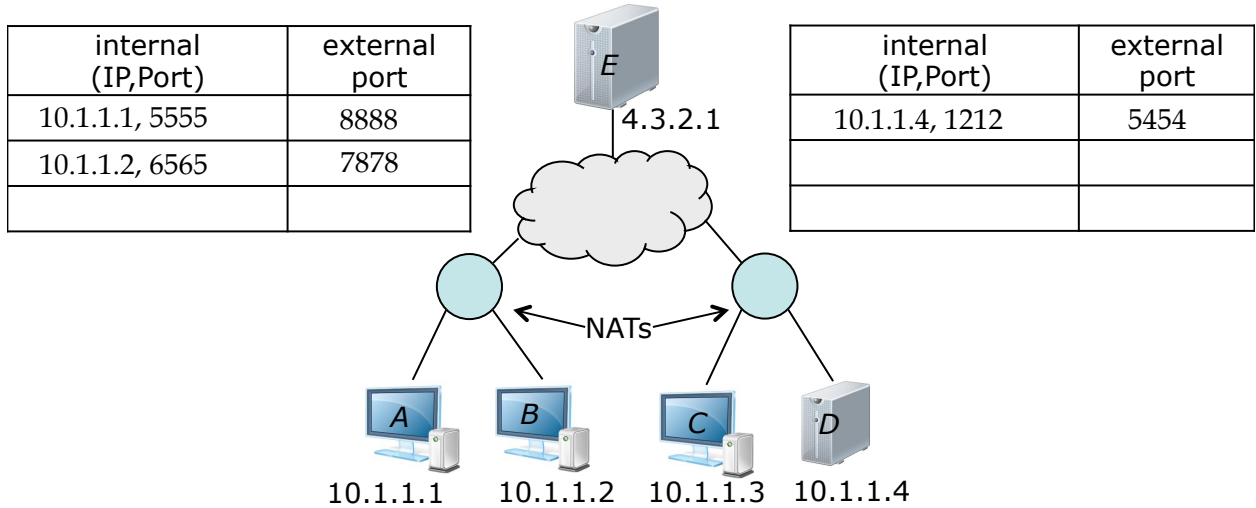 internal (IP,Port)
external port
10.1.1.1, 5555
8888
10.1.1.2, 6565
7878
E
4.3.2.1
internal (IP,Port)
external port
10.1.1.4, 1212
5454
NATs
A
B
C
D
10.1.1.1
10.1.1.2
10.1.1.3
10.1.1.4